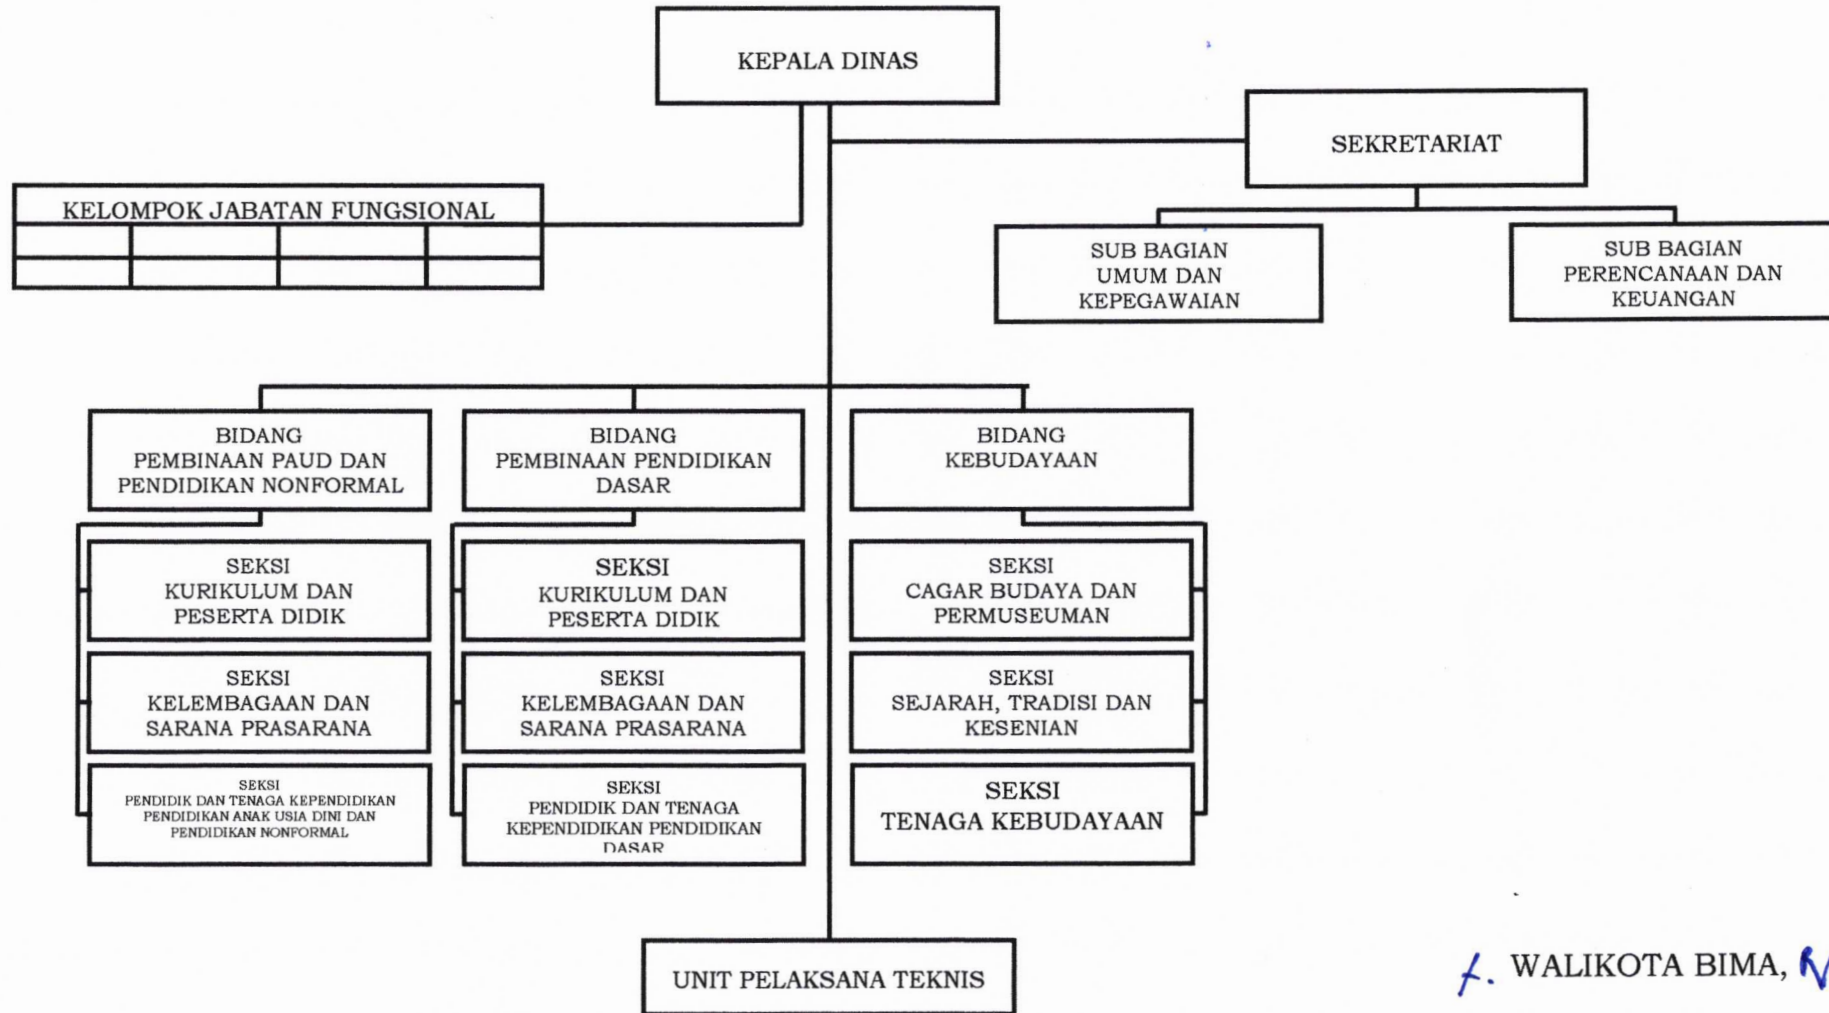 KEPALA DINAS
SEKRETARIAT
KELOMPOK JABATAN FUNGSIONAL
SUB BAGIAN
UMUM DAN
KEPEGAWAIAN
SUB BAGIAN
PERENCANAAN DAN
KEUANGAN
BIDANG
PEMBINAAN PAUD DAN
PENDIDIKAN NONFORMAL
BIDANG
PEMBINAAN PENDIDIKAN
DASAR
BIDANG
KEBUDAYAAN
SEKSI
KURIKULUM DAN
PESERTA DIDIK
SEKSI
KURIKULUM DAN
PESERTA DIDIK
SEKSI
CAGAR BUDAYA DAN
PERMUSEUMAN
SEKSI
KELEMBAGAAN DAN
SARANA PRASARANA
SEKSI
KELEMBAGAAN DAN
SARANA PRASARANA
SEKSI
SEJARAH, TRADISI DAN
KESENIAN
SEKSI
PENDIDIK DAN TENAGA KEPENDIDIKAN
PENDIDIKAN ANAK USIA DINI DAN
PENDIDIKAN NONFORMAL
SEKSI
PENDIDIK DAN TENAGA
KEPENDIDIKAN PENDIDIKAN
DASAR
SEKSI
TENAGA KEBUDAYAAN
UNIT PELAKSANA TEKNIS
WALIKOTA BIMA,